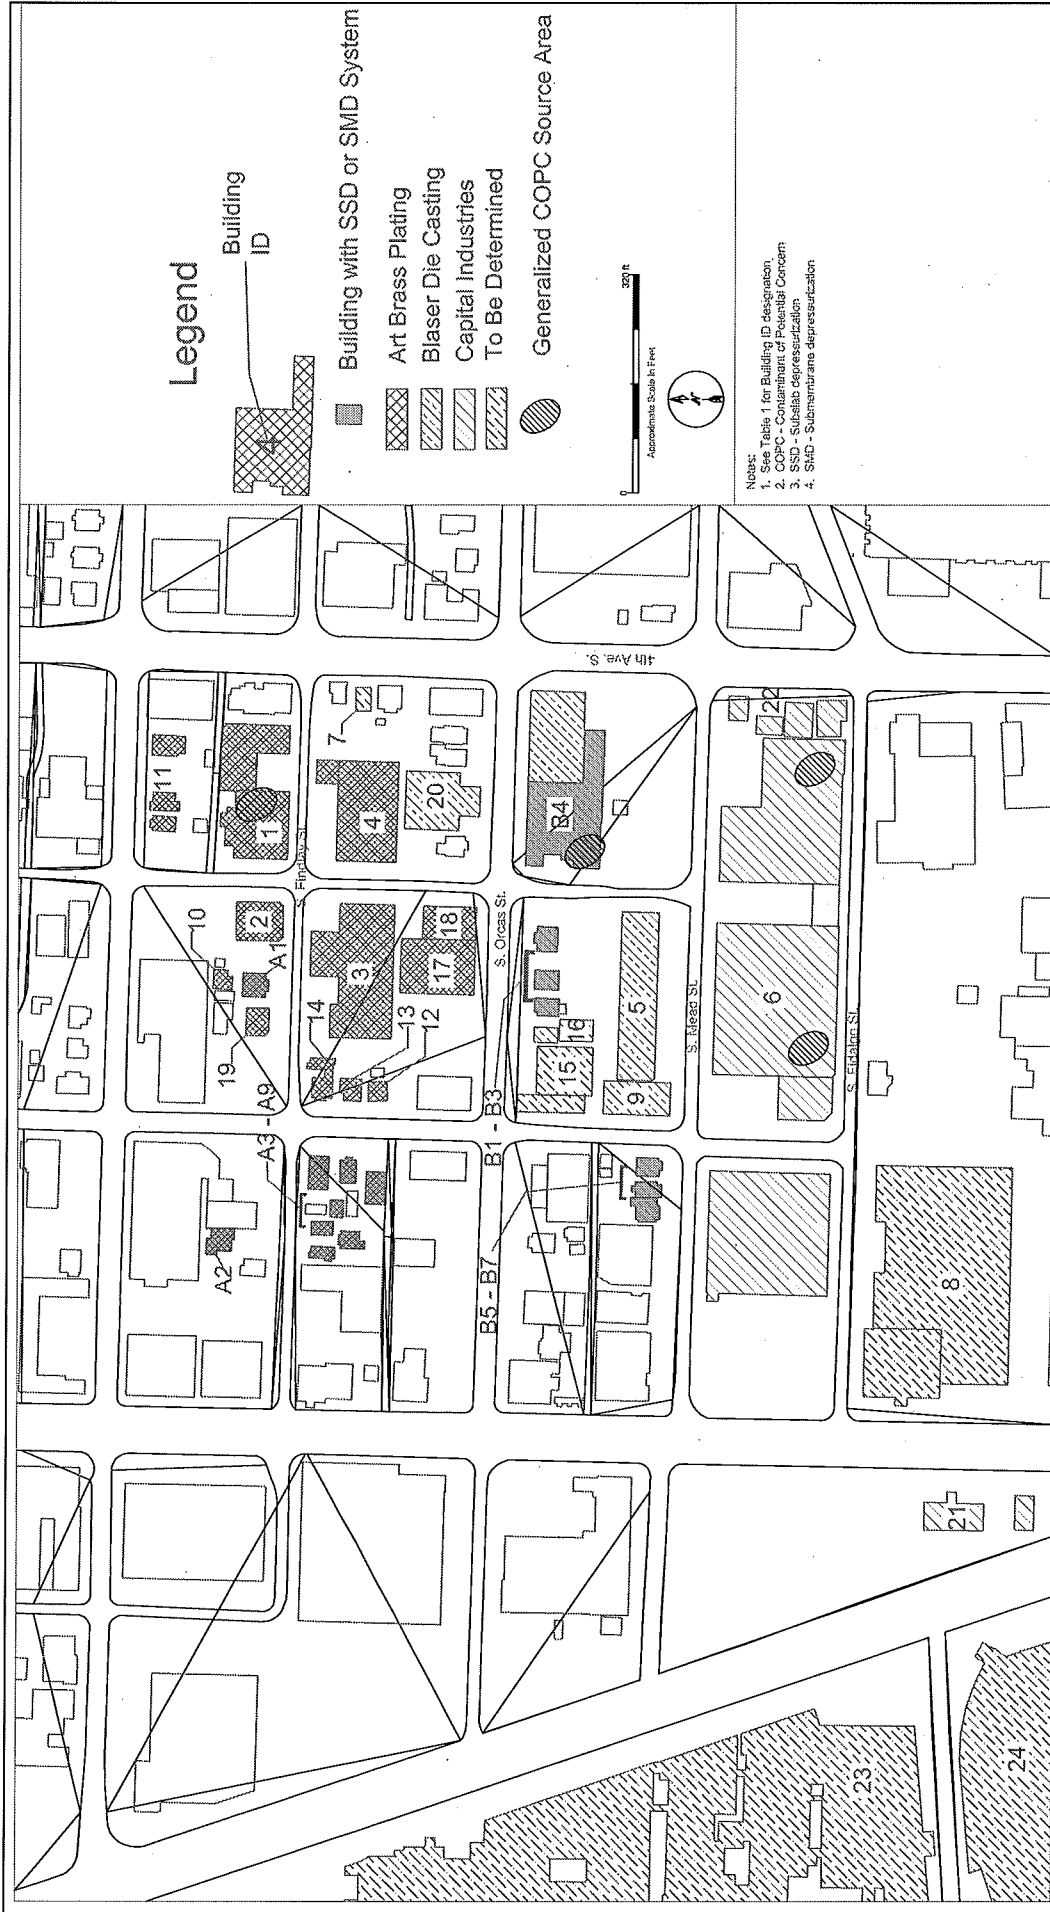 Legend
Building
ID
4
Building with SSD or SMD System
Art Brass Plating
Blaser Die Casting
Capital Industries
To Be Determined
Generalized COPC Source Area
0
320 ft
Approximate Scale In Feet
N
Notes:
1. See Table 1 for Building ID designation
2. COPC - Contaminant of Potential Concern
3. SSD - Subslab depressurization
4. SMD - Submembrane depressurization
11
1
7
4
20
4th Ave. S.
B4
22
10
2
A1
19
S. Findlay St.
14
3
18
17
13
12
S. Orcas St.
B1 - B3
16
15
5
9
S. Mead St.
6
S. Fidalgo St.
A3 - A9
A2
B5 - B7
8
21
23
24